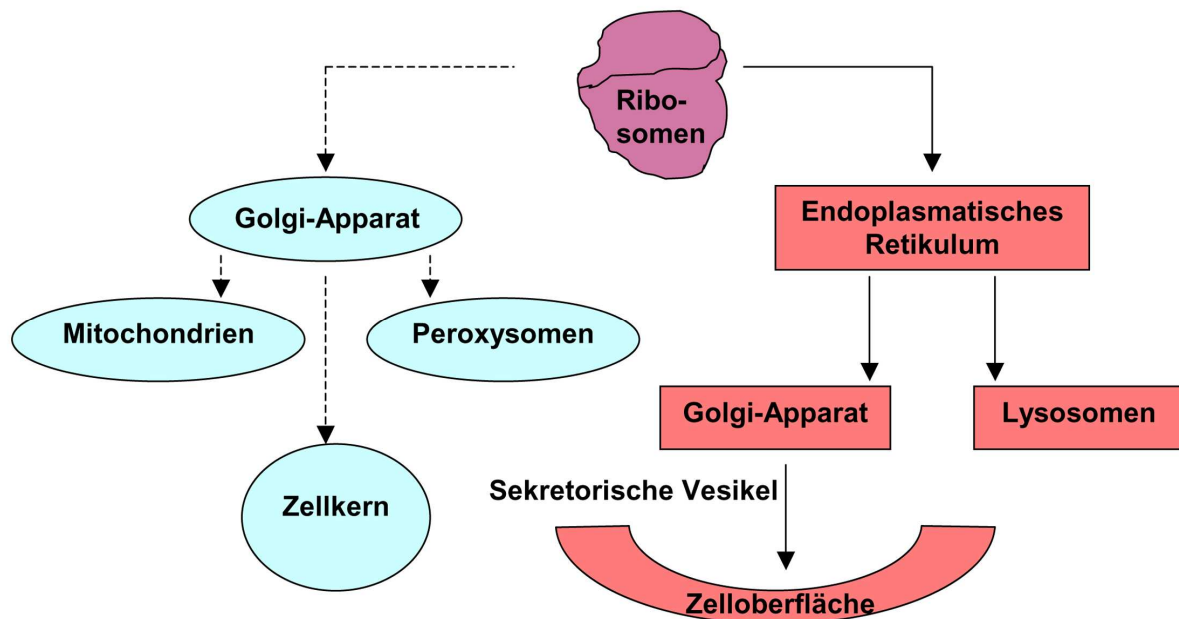 Ribo-
somen
Golgi-Apparat
Endoplasmatisches
Retikulum
Mitochondrien
Peroxysomen
Golgi-Apparat
Lysosomen
Sekretorische Vesikel
Zellkern
Zelloberfläche